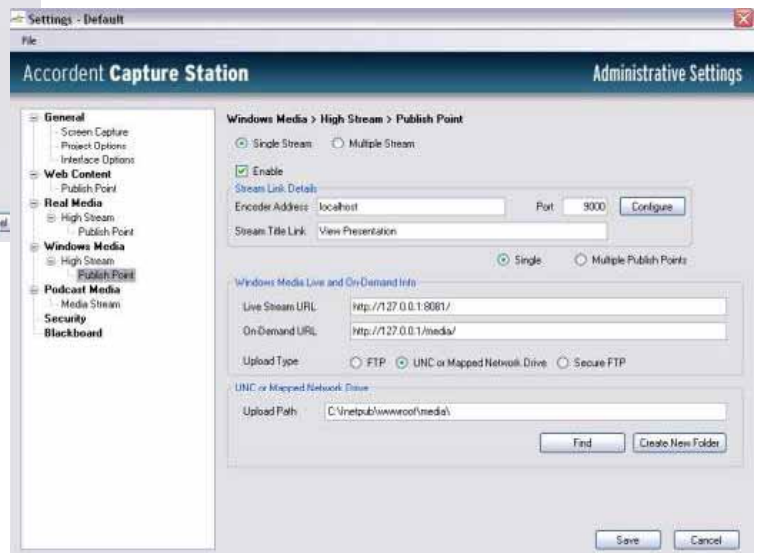 Settings - Default
File
Accordent Capture Station
Administrative Settings
General
Screen Capture
Project Options
Interface Options
Web Content
Publish Point
Real Media
High Stream
Publish Point
Windows Media
High Stream
Publish Point
Podcast Media
Media Stream
Security
Blackboard
Windows Media > High Stream > Publish Point
Single Stream Multiple Stream
Enable
Stream Link Details
Encoder Address localhost Port 9000 Configure
Stream Title Link View Presentation
Single Multiple Publish Points
Windows Media Live and On-Demand Info
Live Stream URL http://127.0.0.1:8081/
On-Demand URL http://127.0.0.1/media/
Upload Type FTP UNC or Mapped Network Drive Secure FTP
UNC or Mapped Network Drive
Upload Path C:\Inetpub\wwwroot\media\
Find Create New Folder
Save Cancel